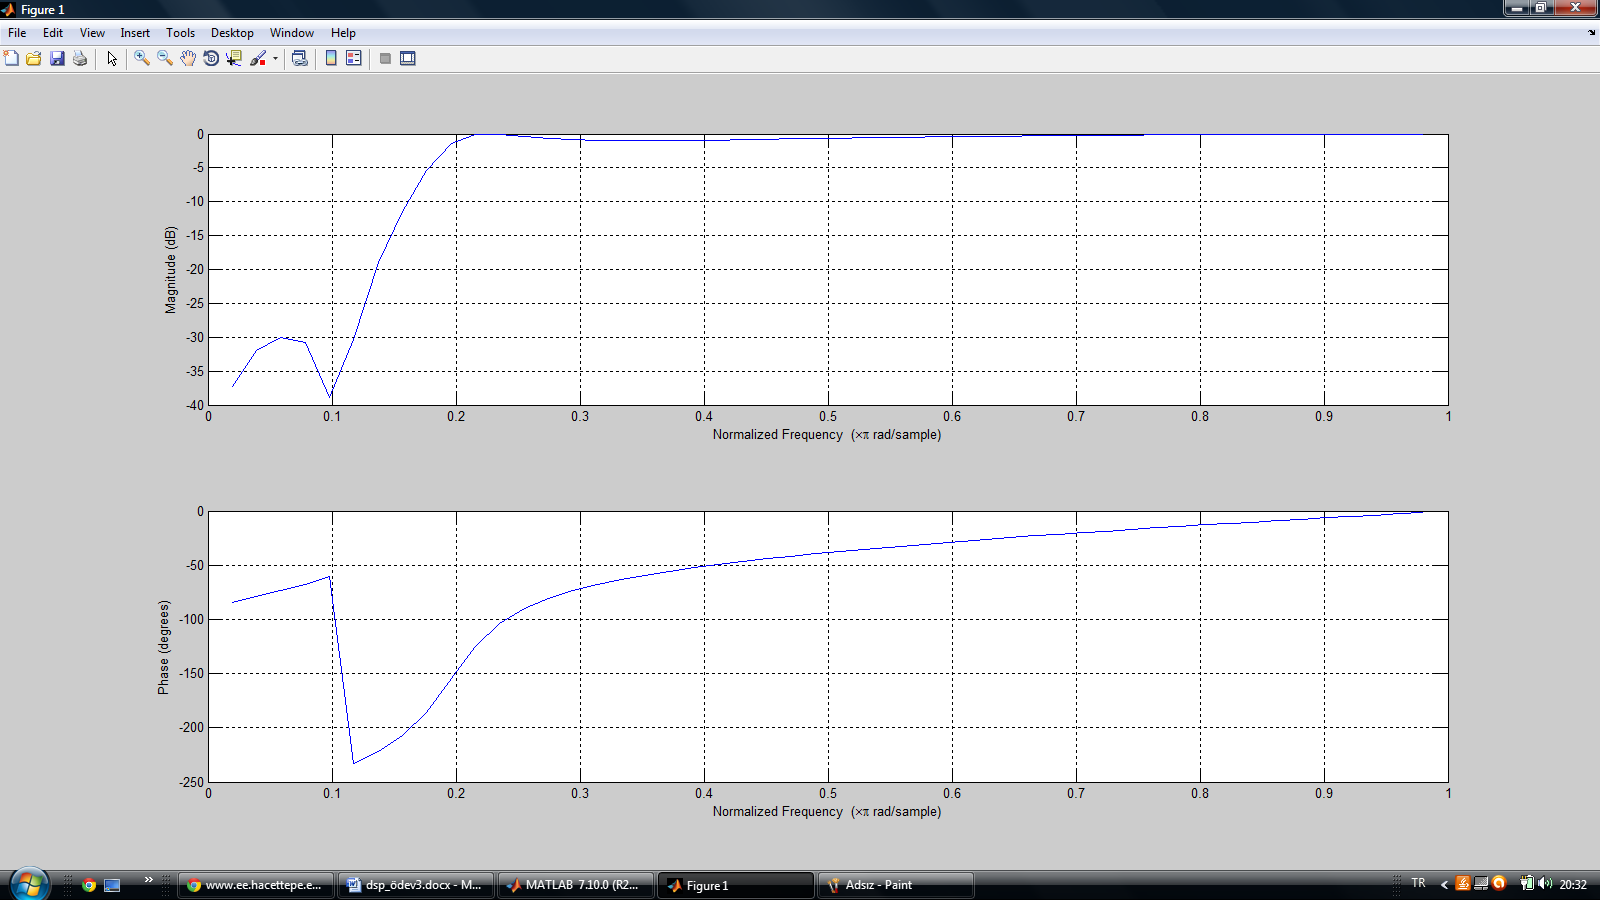 Figure 1
File Edit View Insert Tools Desktop Window Help
0
-5
-10
-15
-20
-25
-30
-35
-40
Magnitude (dB)
0 0.1 0.2 0.3 0.4 0.5 0.6 0.7 0.8 0.9 1
Normalized Frequency (×π rad/sample)
0
-50
-100
-150
-200
-250
Phase (degrees)
0 0.1 0.2 0.3 0.4 0.5 0.6 0.7 0.8 0.9 1
Normalized Frequency (×π rad/sample)
www.ee.hacettepe.e... dsp_ödev3.docx - M... MATLAB 7.10.0 (R2... Figure 1 Adsız - Paint TR 20:32